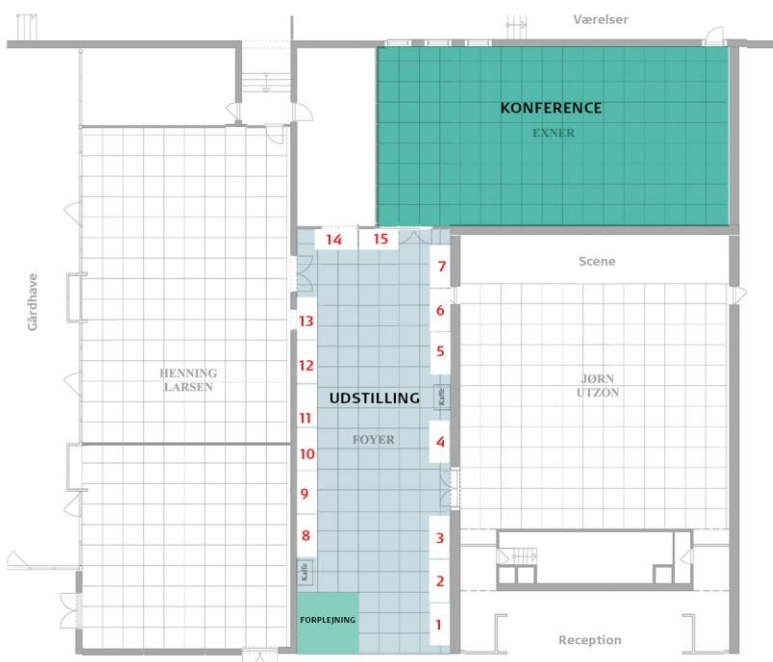 Værelser
KONFERENCE
EXNER
14
15
7
Scene
Gårdhave
6
13
5
12
HENNING
LARSEN
JØRN
UTZON
UDSTILLING
Kaffe
11
FOYER
4
10
9
8
3
Kaffe
2
FORPLEJNING
1
Reception